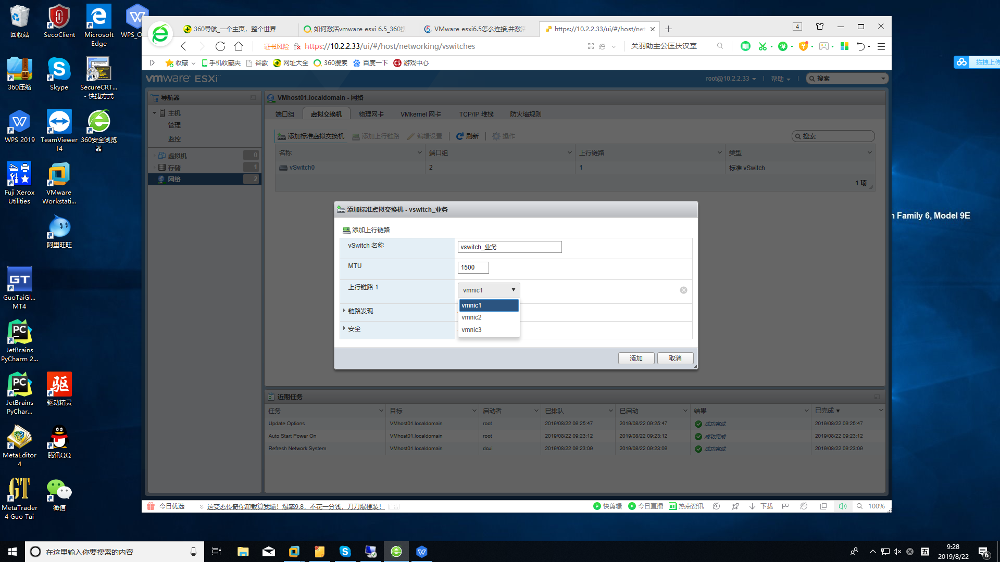 回收站
SecoClient
Microsoft Edge
WPS_O
360压缩
Skype
SecureCRT... - 快捷方式
WPS 2019
TeamViewer 14
360安全浏览器
Fuji Xerox Utilities
VMware Workstati...
阿里旺旺
GT
GuoTaiGl... MT4
JetBrains PyCharm 2...
JetBrains PyChar...
驱
驱动精灵
MetaEditor 4
腾讯QQ
MetaTrader 4 Guo Tai
微信
360导航_一个主页，整个世界
如何激活vmware esxi 6.5_360搜
VMware esxi6.5怎么连接,并激活
https://10.2.2.33/ui/#/host/net
4
证书风险
https://10.2.2.33/ui/#/host/networking/vswitches
关羽助主公匡扶汉室
收藏
手机收藏夹
谷歌
网址大全
360搜索
百度一下
游戏中心
拖拽上传
vmware ESXi
root@10.2.2.33
帮助
搜索
导航器
主机
管理
监控
虚拟机 0
存储 1
网络 2
VMhost01.localdomain - 网络
端口组 虚拟交换机 物理网卡 VMkernel 网卡 TCP/IP 堆栈 防火墙规则
添加标准虚拟交换机 添加上行链路 编辑设置 刷新 操作
搜索
名称 端口组 上行链路 类型
vSwitch0 2 1 标准 vSwitch
1 项
n Family 6, Model 9E
添加标准虚拟交换机 - vswitch_业务
添加上行链路
vSwitch 名称 vswitch_业务
MTU 1500
上行链路 1 vmnic1
vmnic1
链路发现
vmnic2
安全
vmnic3
添加 取消
近期任务
任务 目标 启动者 已排队 已启动 结果 已完成▼
Update Options VMhost01.localdomain root 2019/08/22 09:25:47 2019/08/22 09:25:47 成功完成 2019/08/22 09:25:47
Auto Start Power On VMhost01.localdomain root 2019/08/22 09:23:12 2019/08/22 09:23:12 成功完成 2019/08/22 09:23:12
Refresh Network System VMhost01.localdomain dcui 2019/08/22 09:23:09 2019/08/22 09:23:09 成功完成 2019/08/22 09:23:09
今日优选
这变态传奇你卸载算我输！爆率9.8，不花一分钱，刀刀爆橙装！
广告
快剪辑
今日直播
热点资讯
下载
100%
在这里输入你要搜索的内容
五
9:28
2019/8/22
6